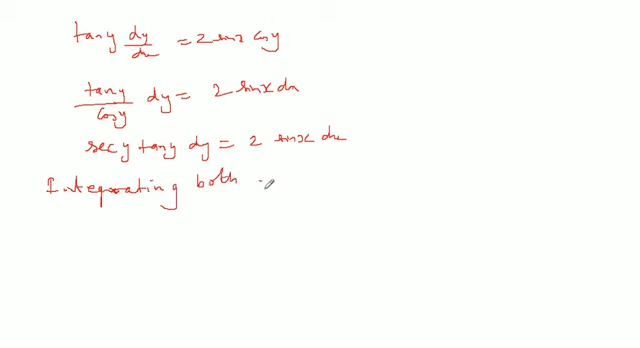 tany dy/dx = 2 sinx cosy
tany/cosy dy = 2 sinx dx
sec y tany dy = 2 sinx dx
Integrating both